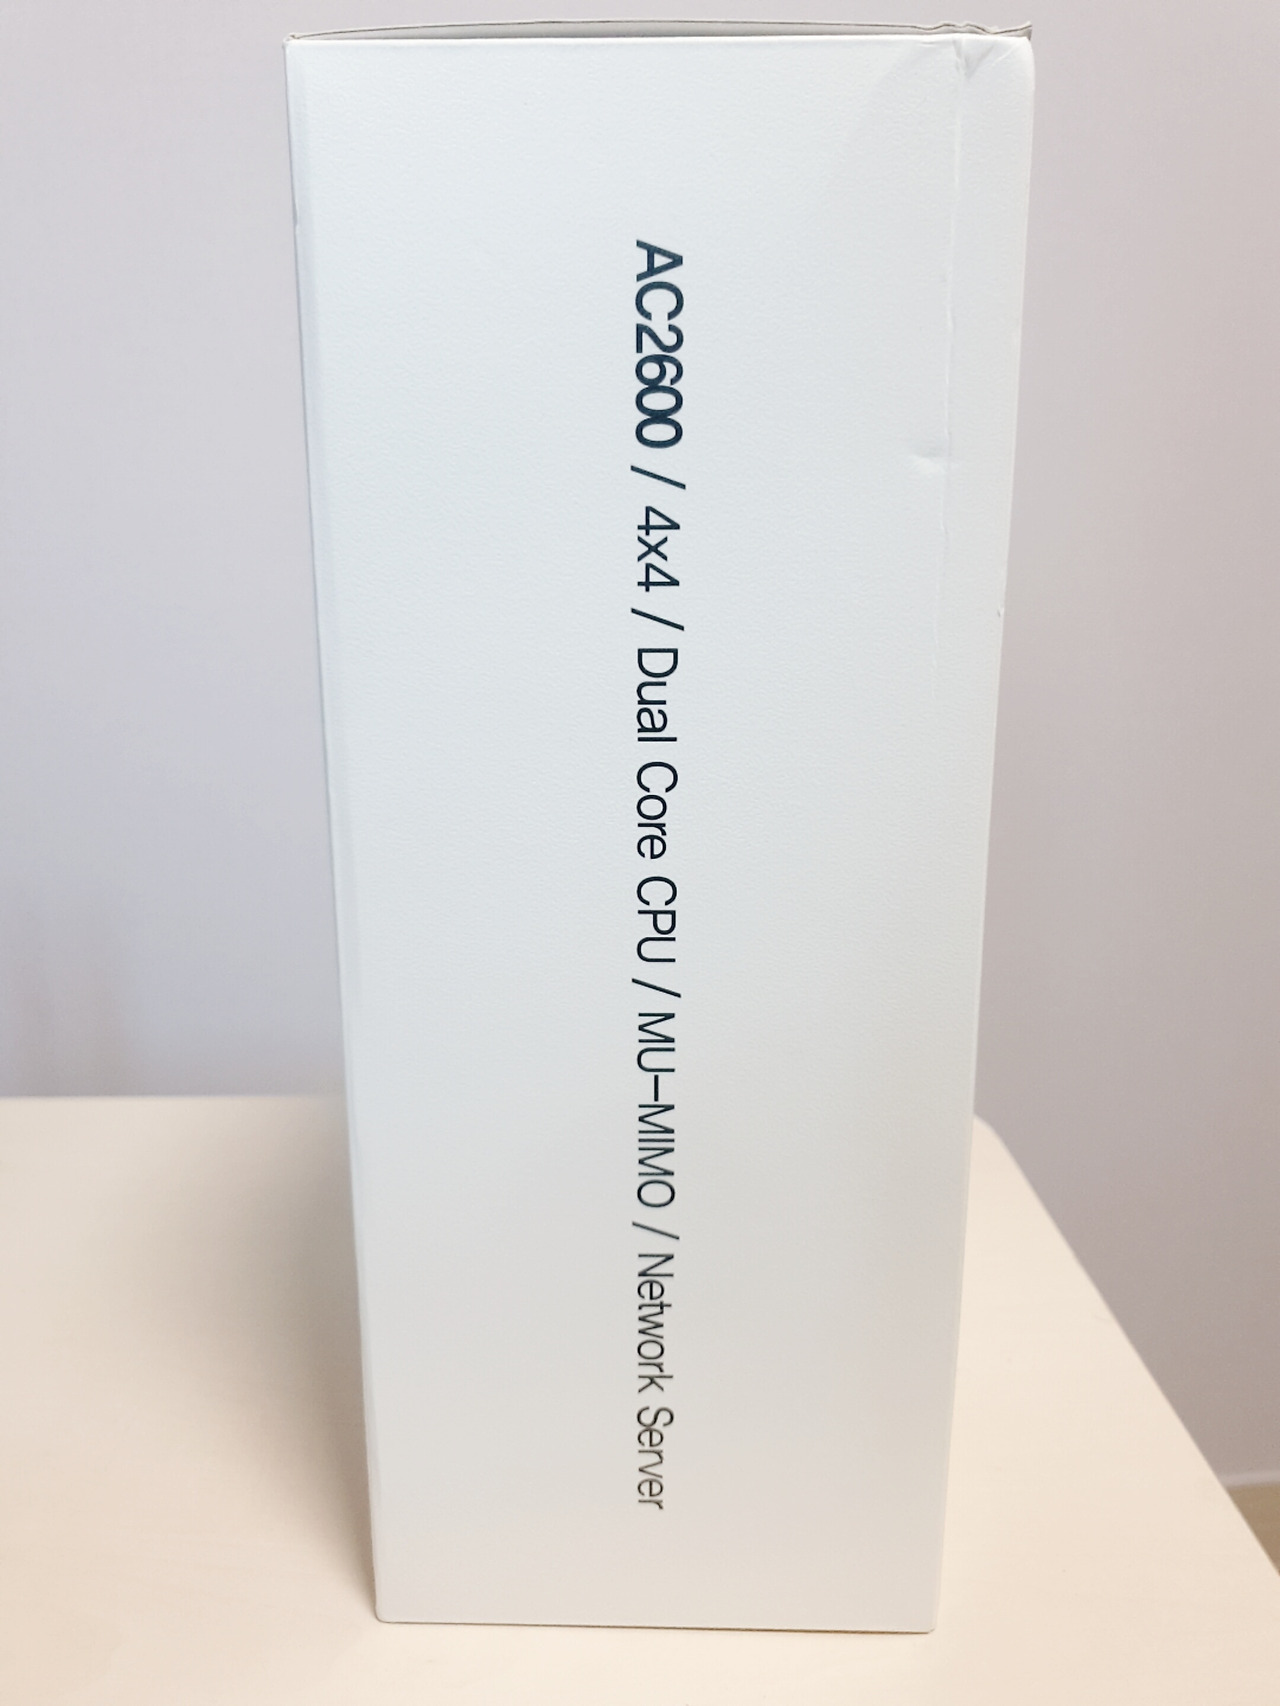 AC2600 / 4x4 / Dual Core CPU / MU-MIMO / Network Server